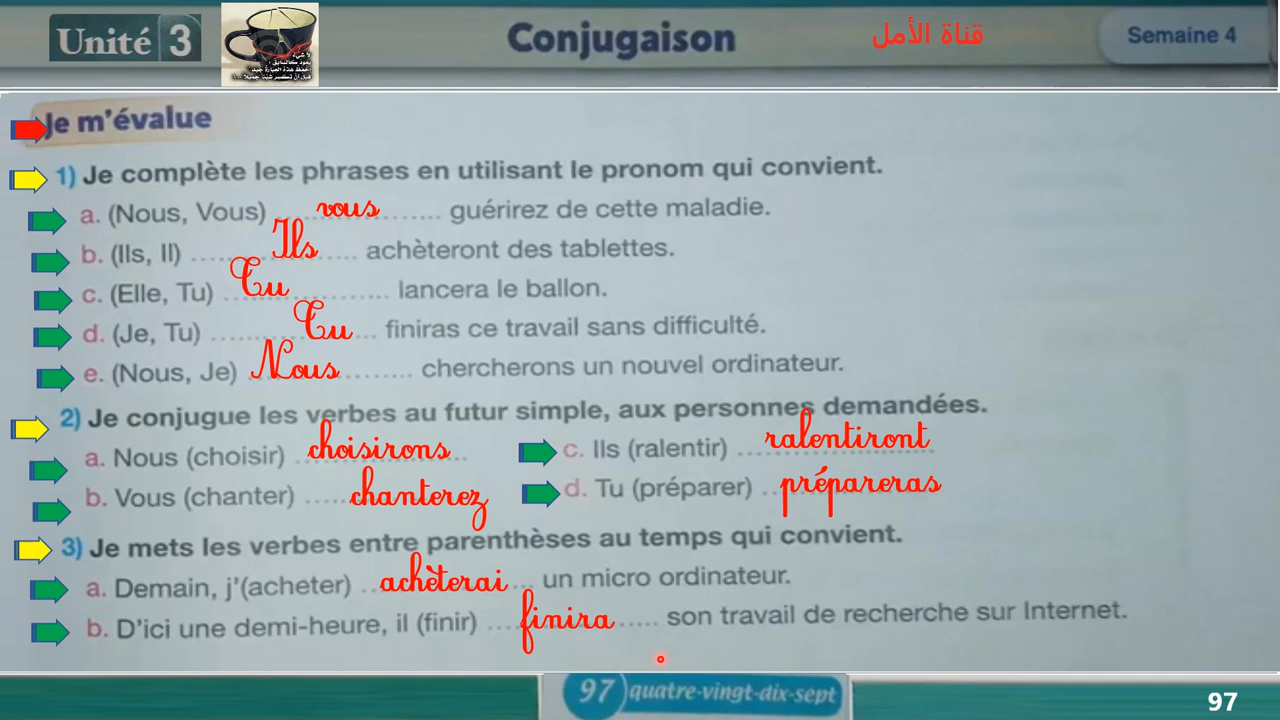 Unité 3
Conjugaison
قناة الأمل
Semaine 4
Je m'évalue
1) Je complète les phrases en utilisant le pronom qui convient.
a. (Nous, Vous) ...vous... guérirez de cette maladie.
b. (Ils, Il) ...Ils... achèteront des tablettes.
c. (Elle, Tu) ...Tu... lancera le ballon.
d. (Je, Tu) ...Tu... finiras ce travail sans difficulté.
e. (Nous, Je) ...Nous... chercherons un nouvel ordinateur.
2) Je conjugue les verbes au futur simple, aux personnes demandées.
a. Nous (choisir) ...choisirons...
c. Ils (ralentir) ...ralentiront...
b. Vous (chanter) ...chanterez
d. Tu (préparer) ...prépareras
3) Je mets les verbes entre parenthèses au temps qui convient.
a. Demain, j'(acheter) ...achèterai... un micro ordinateur.
b. D'ici une demi-heure, il (finir) ...finira... son travail de recherche sur Internet.
97 quatre-vingt-dix-sept
97